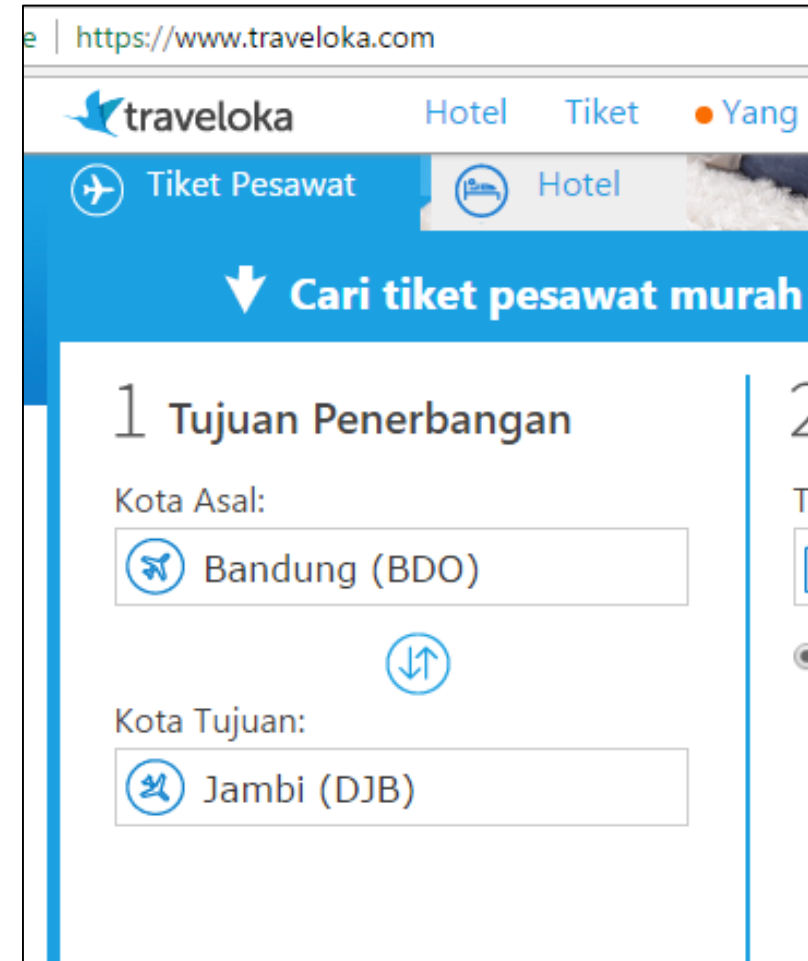 e | https://www.traveloka.com
traveloka Hotel Tiket Yang
Tiket Pesawat Hotel
Cari tiket pesawat murah
1 Tujuan Penerbangan
2
Kota Asal:
T
Bandung (BDO)
Kota Tujuan:
Jambi (DJB)